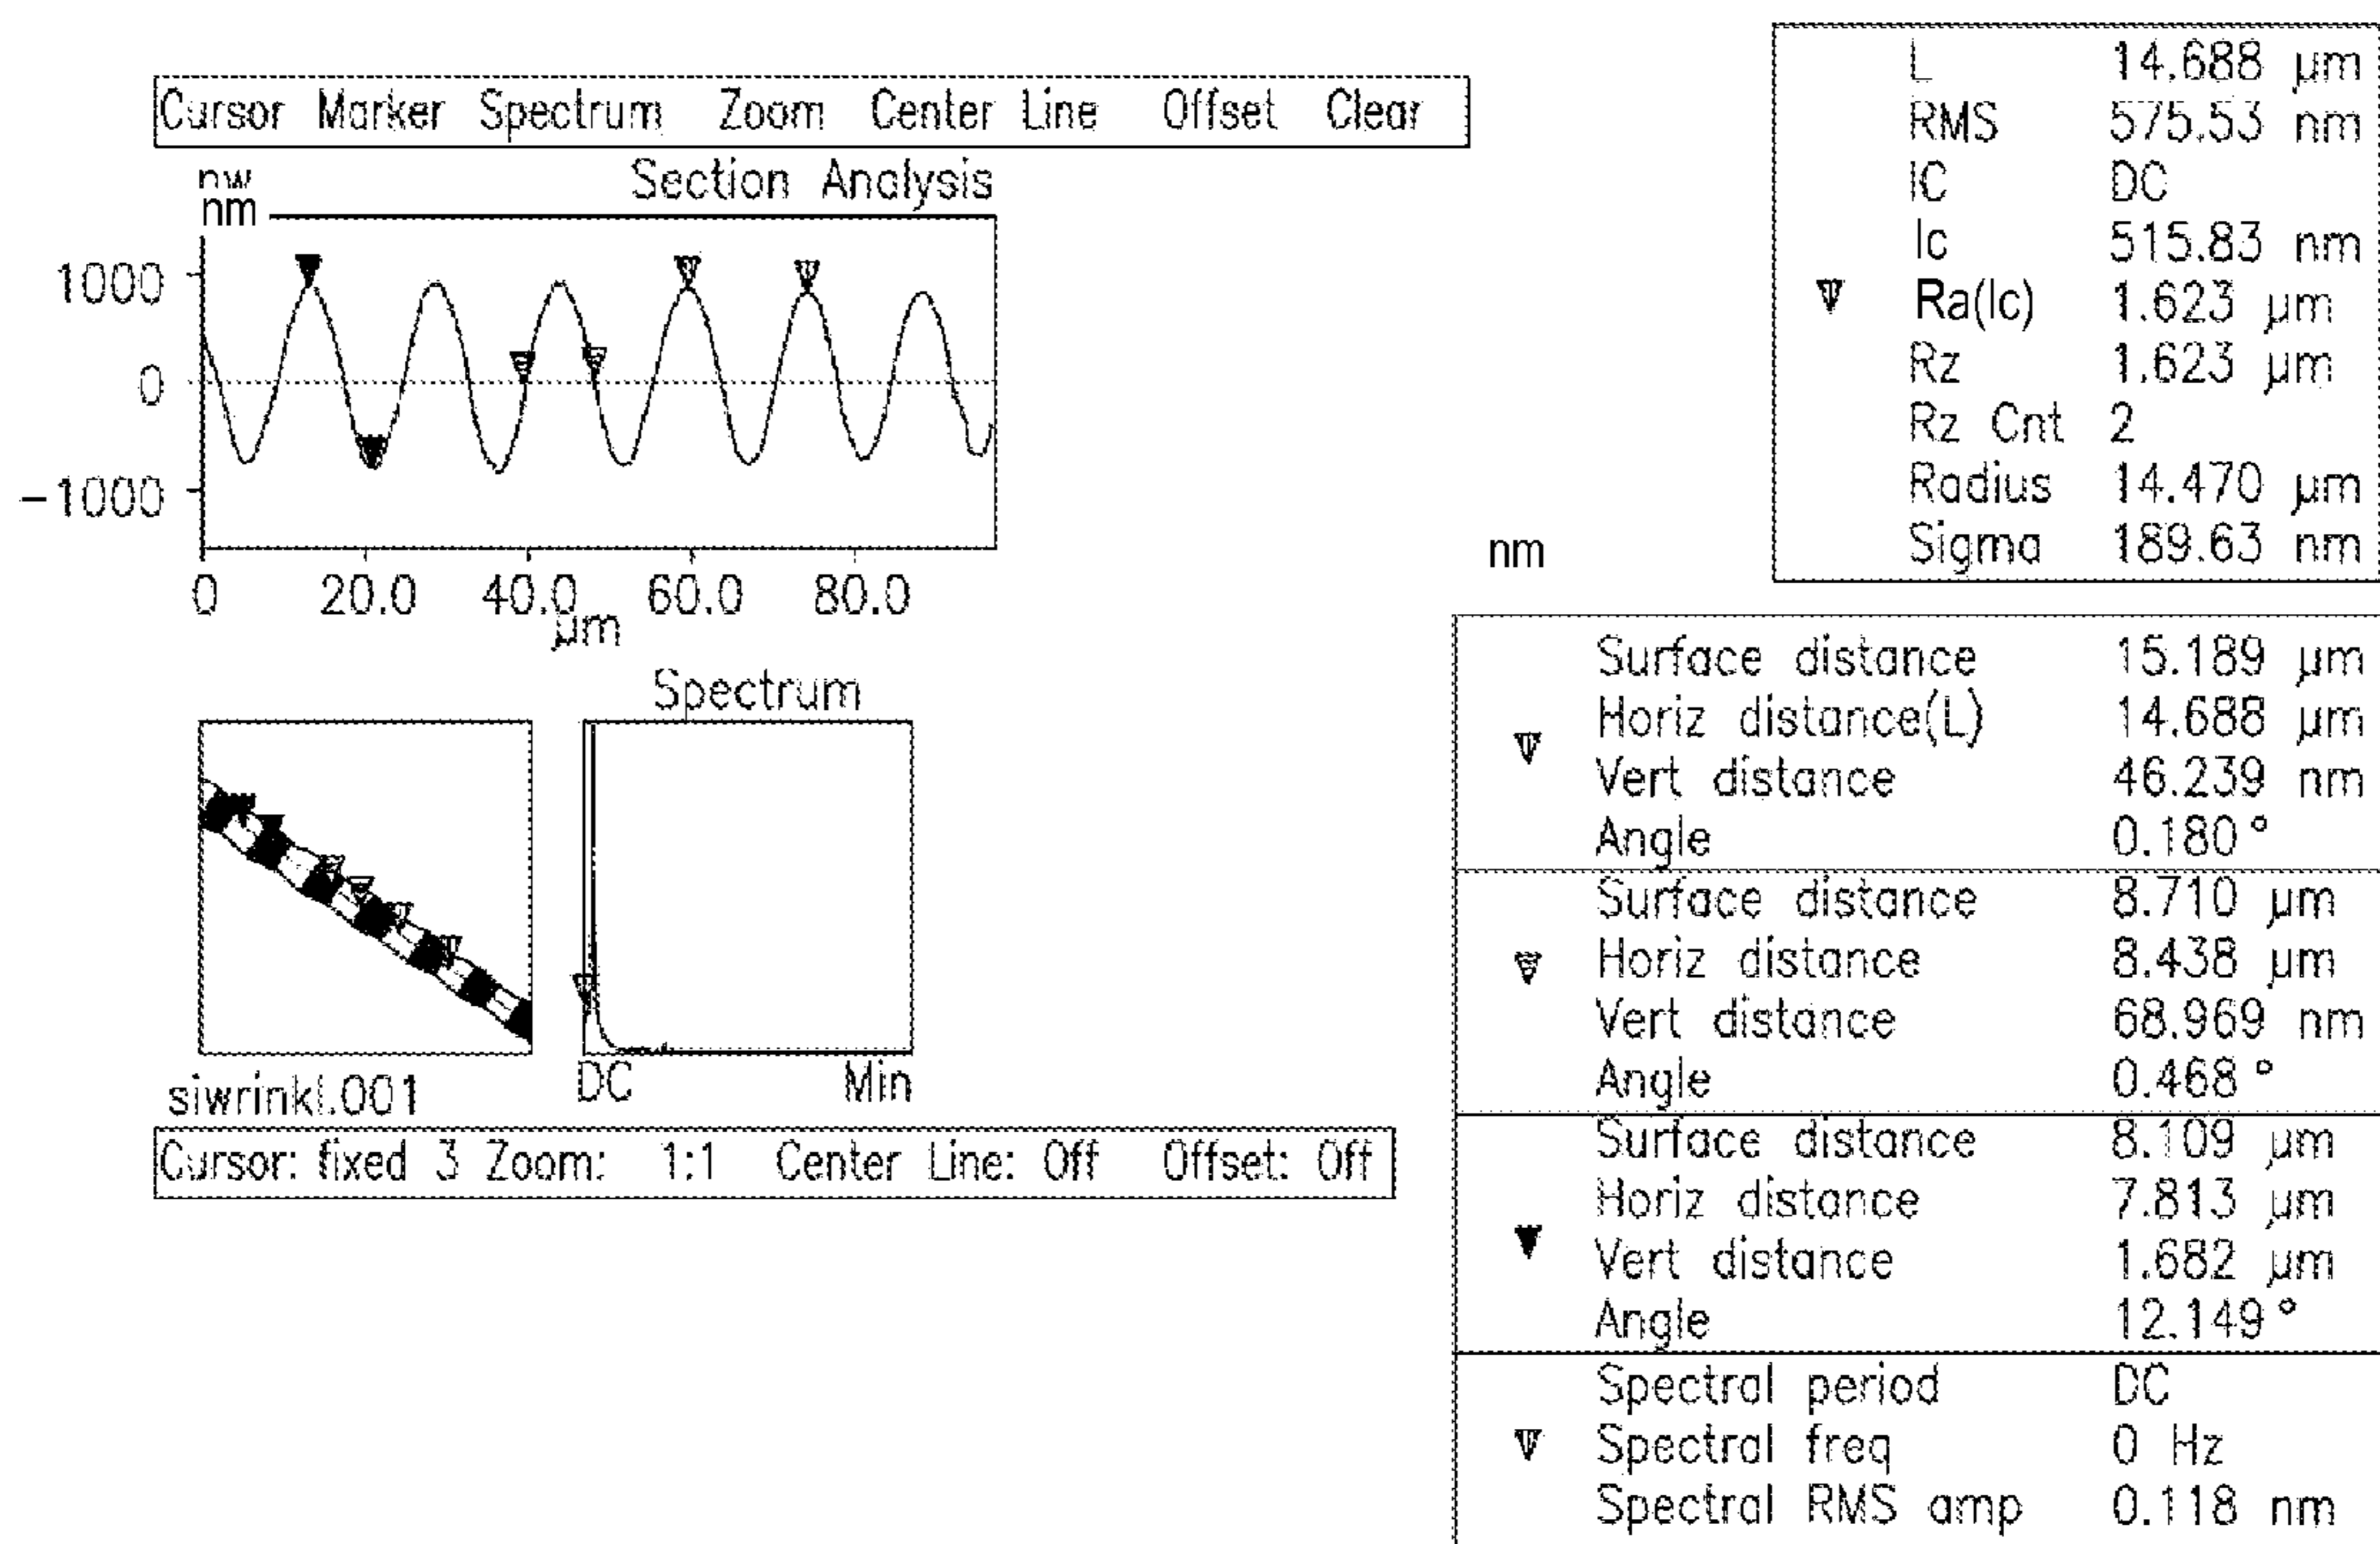 Cursor Marker Spectrum Zoom Center Line Offset Clear
nw
nm
Section Analysis
1000
0
-1000
0 20.0 40.0 60.0 80.0
µm
Spectrum
DC Min
siwrinkl.001
Cursor: fixed 3 Zoom: 1:1 Center Line: Off Offset: Off
L 14.688 µm
RMS 575.53 nm
IC DC
Ic 515.83 nm
Ra(Ic) 1.623 µm
Rz 1.623 µm
Rz Cnt 2
Radius 14.470 µm
Sigma 189.63 nm
nm
Surface distance 15.189 µm
Horiz distance(L) 14.688 µm
Vert distance 46.239 nm
Angle 0.180°
Surface distance 8.710 µm
Horiz distance 8.438 µm
Vert distance 68.969 nm
Angle 0.468°
Surface distance 8.109 µm
Horiz distance 7.813 µm
Vert distance 1.682 µm
Angle 12.149°
Spectral period DC
Spectral freq 0 Hz
Spectral RMS amp 0.118 nm